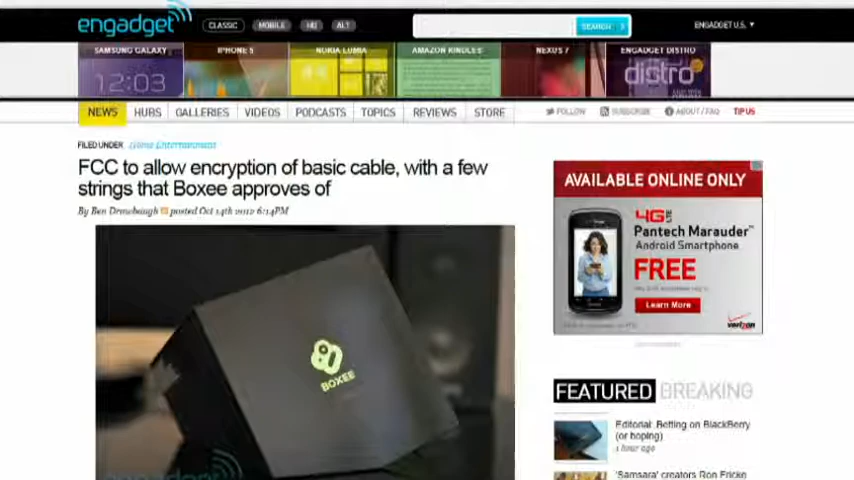 engadget
CLASSIC MOBILE HD ALT
SEARCH
ENGADGET U.S.
SAMSUNG GALAXY IPHONE 5 NOKIA LUMIA AMAZON KINDLES NEXUS 7 ENGADGET DISTRO
12:03
distro
NEWS HUBS GALLERIES VIDEOS PODCASTS TOPICS REVIEWS STORE
FOLLOW SUBSCRIBE ABOUT / FAQ TIP US
FILED UNDER Home Entertainment
FCC to allow encryption of basic cable, with a few
strings that Boxee approves of
By Ben Drawbaugh posted Oct 14th 2012 6:14PM
BOXEE
engadget
AVAILABLE ONLINE ONLY
4G LTE
Pantech Marauder™
Android Smartphone
FREE
Learn More
verizon
FEATURED BREAKING
Editorial: Betting on BlackBerry
(or hoping)
1 hour ago
'Samsara' creators Ron Fricke